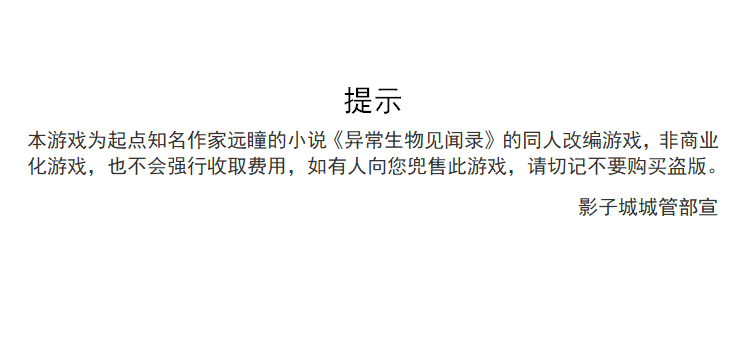 提示
本游戏为起点知名作家远瞳的小说《异常生物见闻录》的同人改编游戏，非商业
化游戏，也不会强行收取费用，如有人向您兜售此游戏，请切记不要购买盗版。
影子城城管部宣